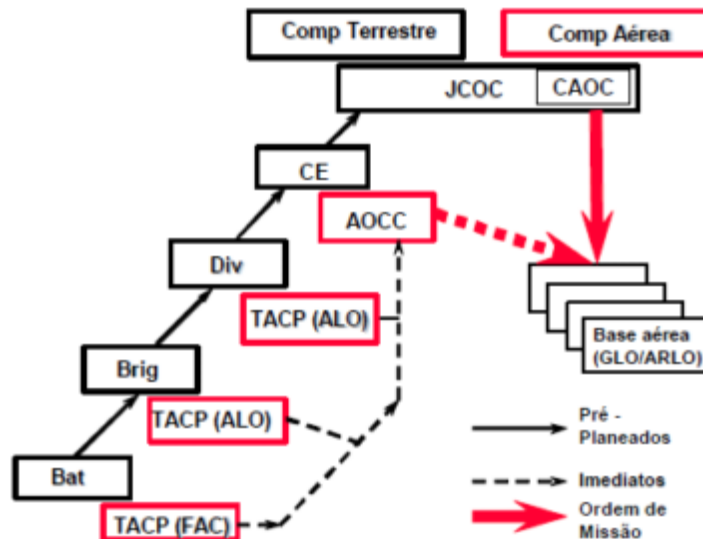 Comp Terrestre
Comp Aérea
JCOC
CAOC
CE
AOCC
Div
TACP (ALO)
Base aérea
(GLO/ARLO)
Brig
TACP (ALO)
Pré -
Planeados
Bat
Imediatos
TACP (FAC)
Ordem de
Missão